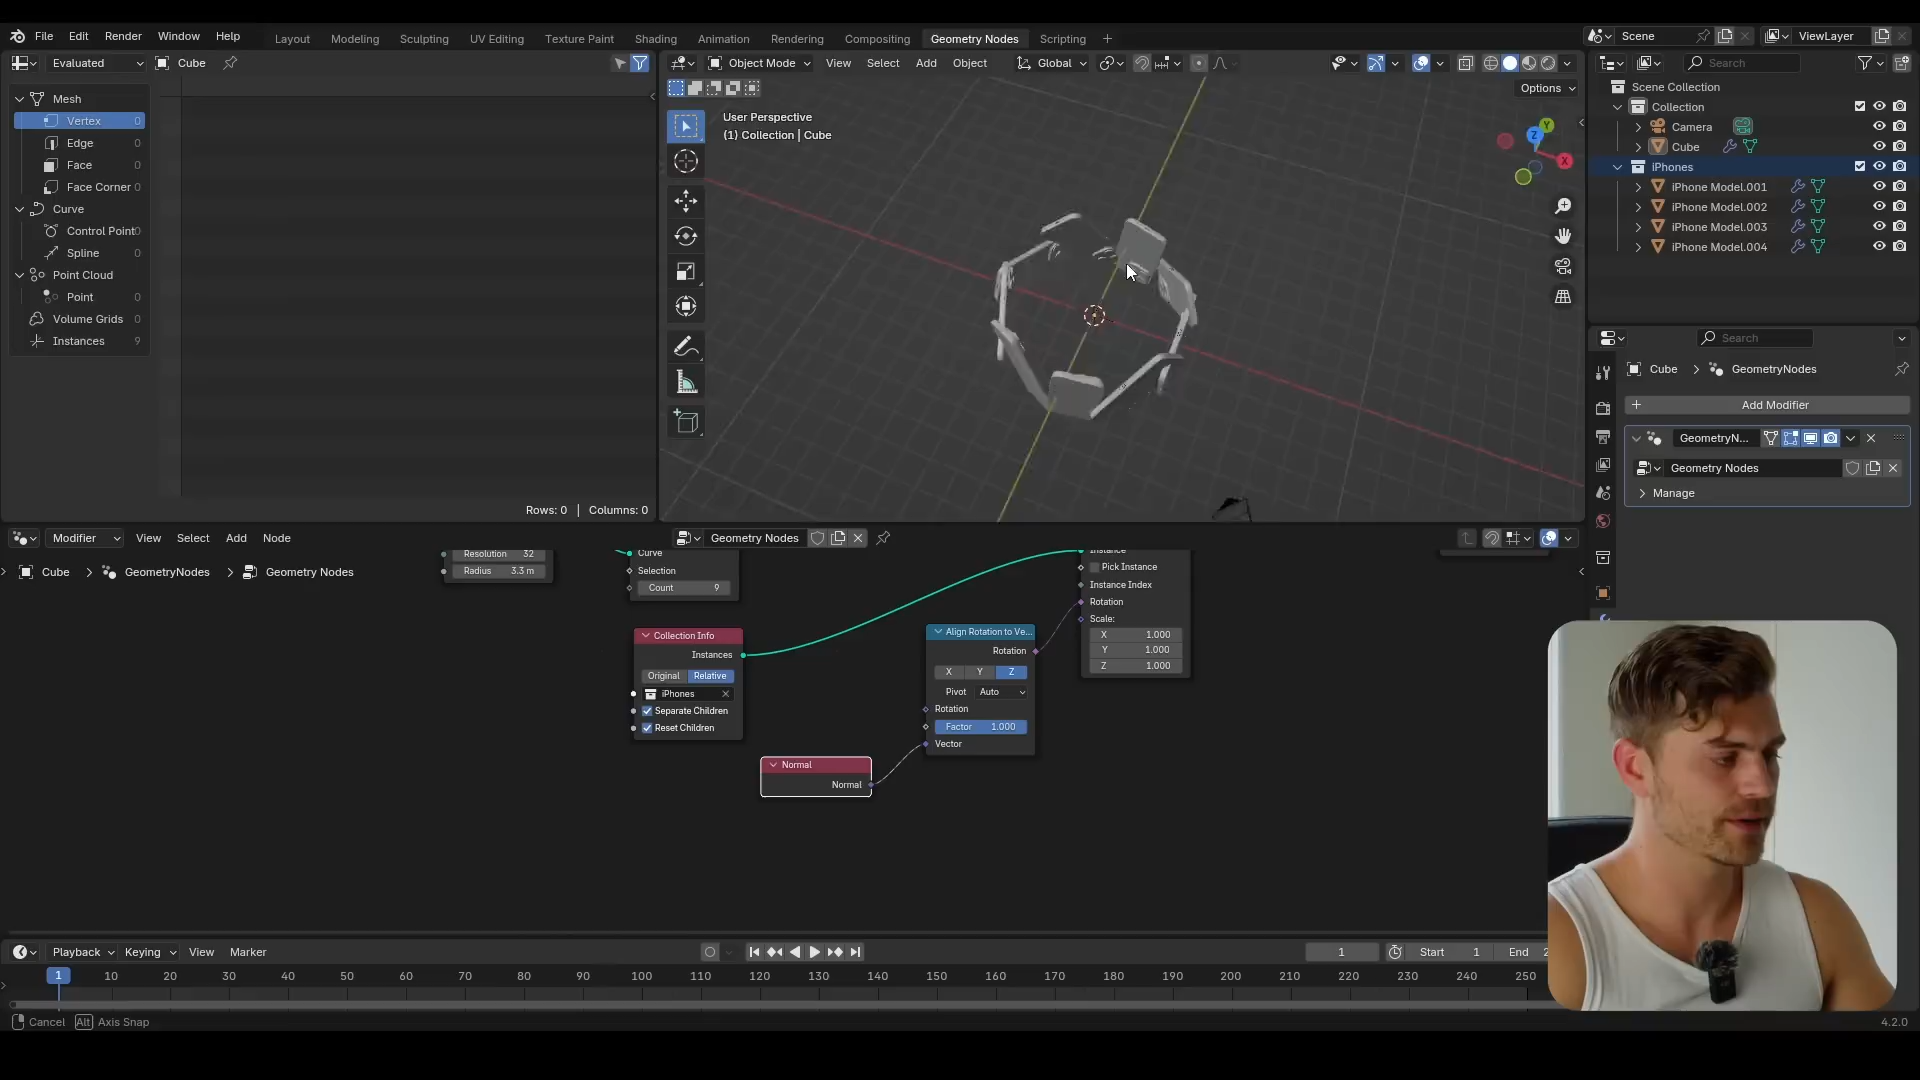 File Edit Render Window Help
Layout Modeling Sculpting UV Editing Texture Paint Shading Animation Rendering Compositing Geometry Nodes Scripting +
Scene
ViewLayer
Evaluated
Cube
Object Mode
View Select Add Object
Global
Search
Options
Mesh
Vertex 0
Edge 0
Face 0
Face Corner 0
Curve
Control Point 0
Spline 0
Point Cloud
Point 0
Volume Grids 0
Instances 9
Rows: 0 | Columns: 0
User Perspective
(1) Collection | Cube
Z
Y
X
Scene Collection
Collection
Camera
Cube
iPhones
iPhone Model.001
iPhone Model.002
iPhone Model.003
iPhone Model.004
Search
Cube > GeometryNodes
+ Add Modifier
GeometryN...
Geometry Nodes
Manage
Modifier
View Select Add Node
Geometry Nodes
Cube > GeometryNodes > Geometry Nodes
Resolution 32
Radius 3.3 m
Curve
Selection
Count 9
Collection Info
Instances
Original Relative
iPhones
Separate Children
Reset Children
Normal
Normal
Align Rotation to Ve...
Rotation
X Y Z
Pivot Auto
Rotation
Factor 1.000
Vector
Instance
Pick Instance
Instance Index
Rotation
Scale:
X 1.000
Y 1.000
Z 1.000
Playback Keying View Marker
1
Start 1
End 2
1 10 20 30 40 50 60 70 80 90 100 110 120 130 140 150 160 170 180 190 200 210 220 230 240 250
Cancel Alt Axis Snap
4.2.0